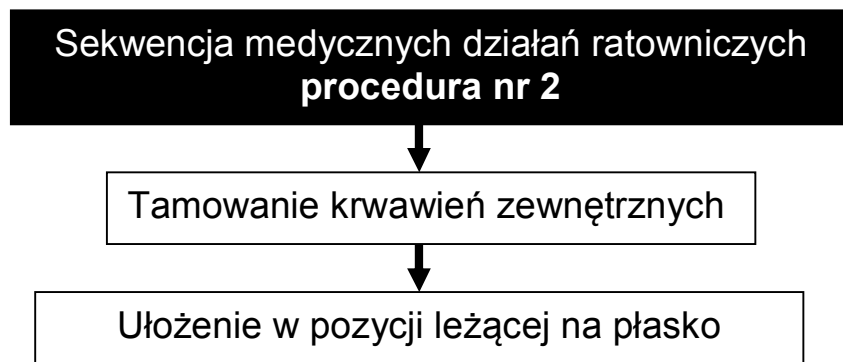 Sekwencja medycznych działań ratowniczych
procedura nr 2
Tamowanie krwawień zewnętrznych
Ułożenie w pozycji leżącej na płasko